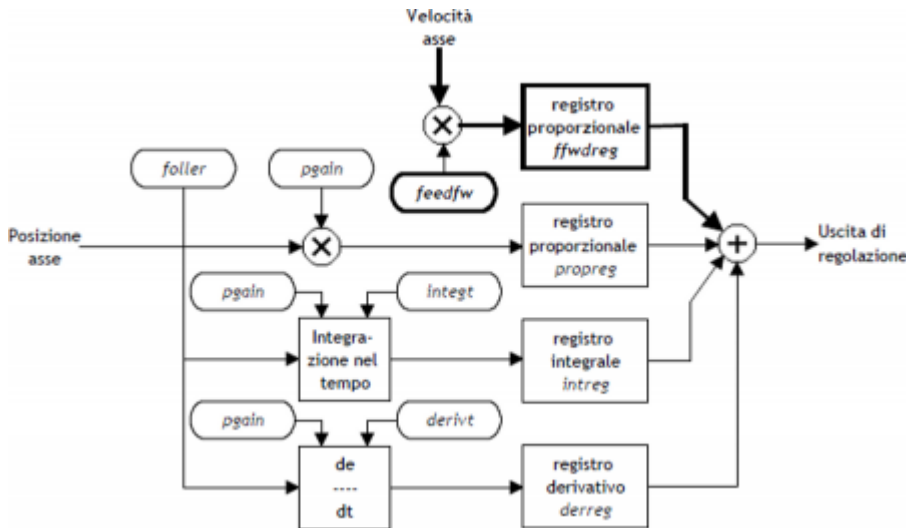 Velocità
asse
registro
proporzionale
ffwdreg
foller
pgain
feedfw
Posizione
asse
registro
proporzionale
propreg
Uscita di
regolazione
pgain
integt
Integra-
zione nel
tempo
registro
integrale
intreg
pgain
derivt
de
----
dt
registro
derivativo
derreg